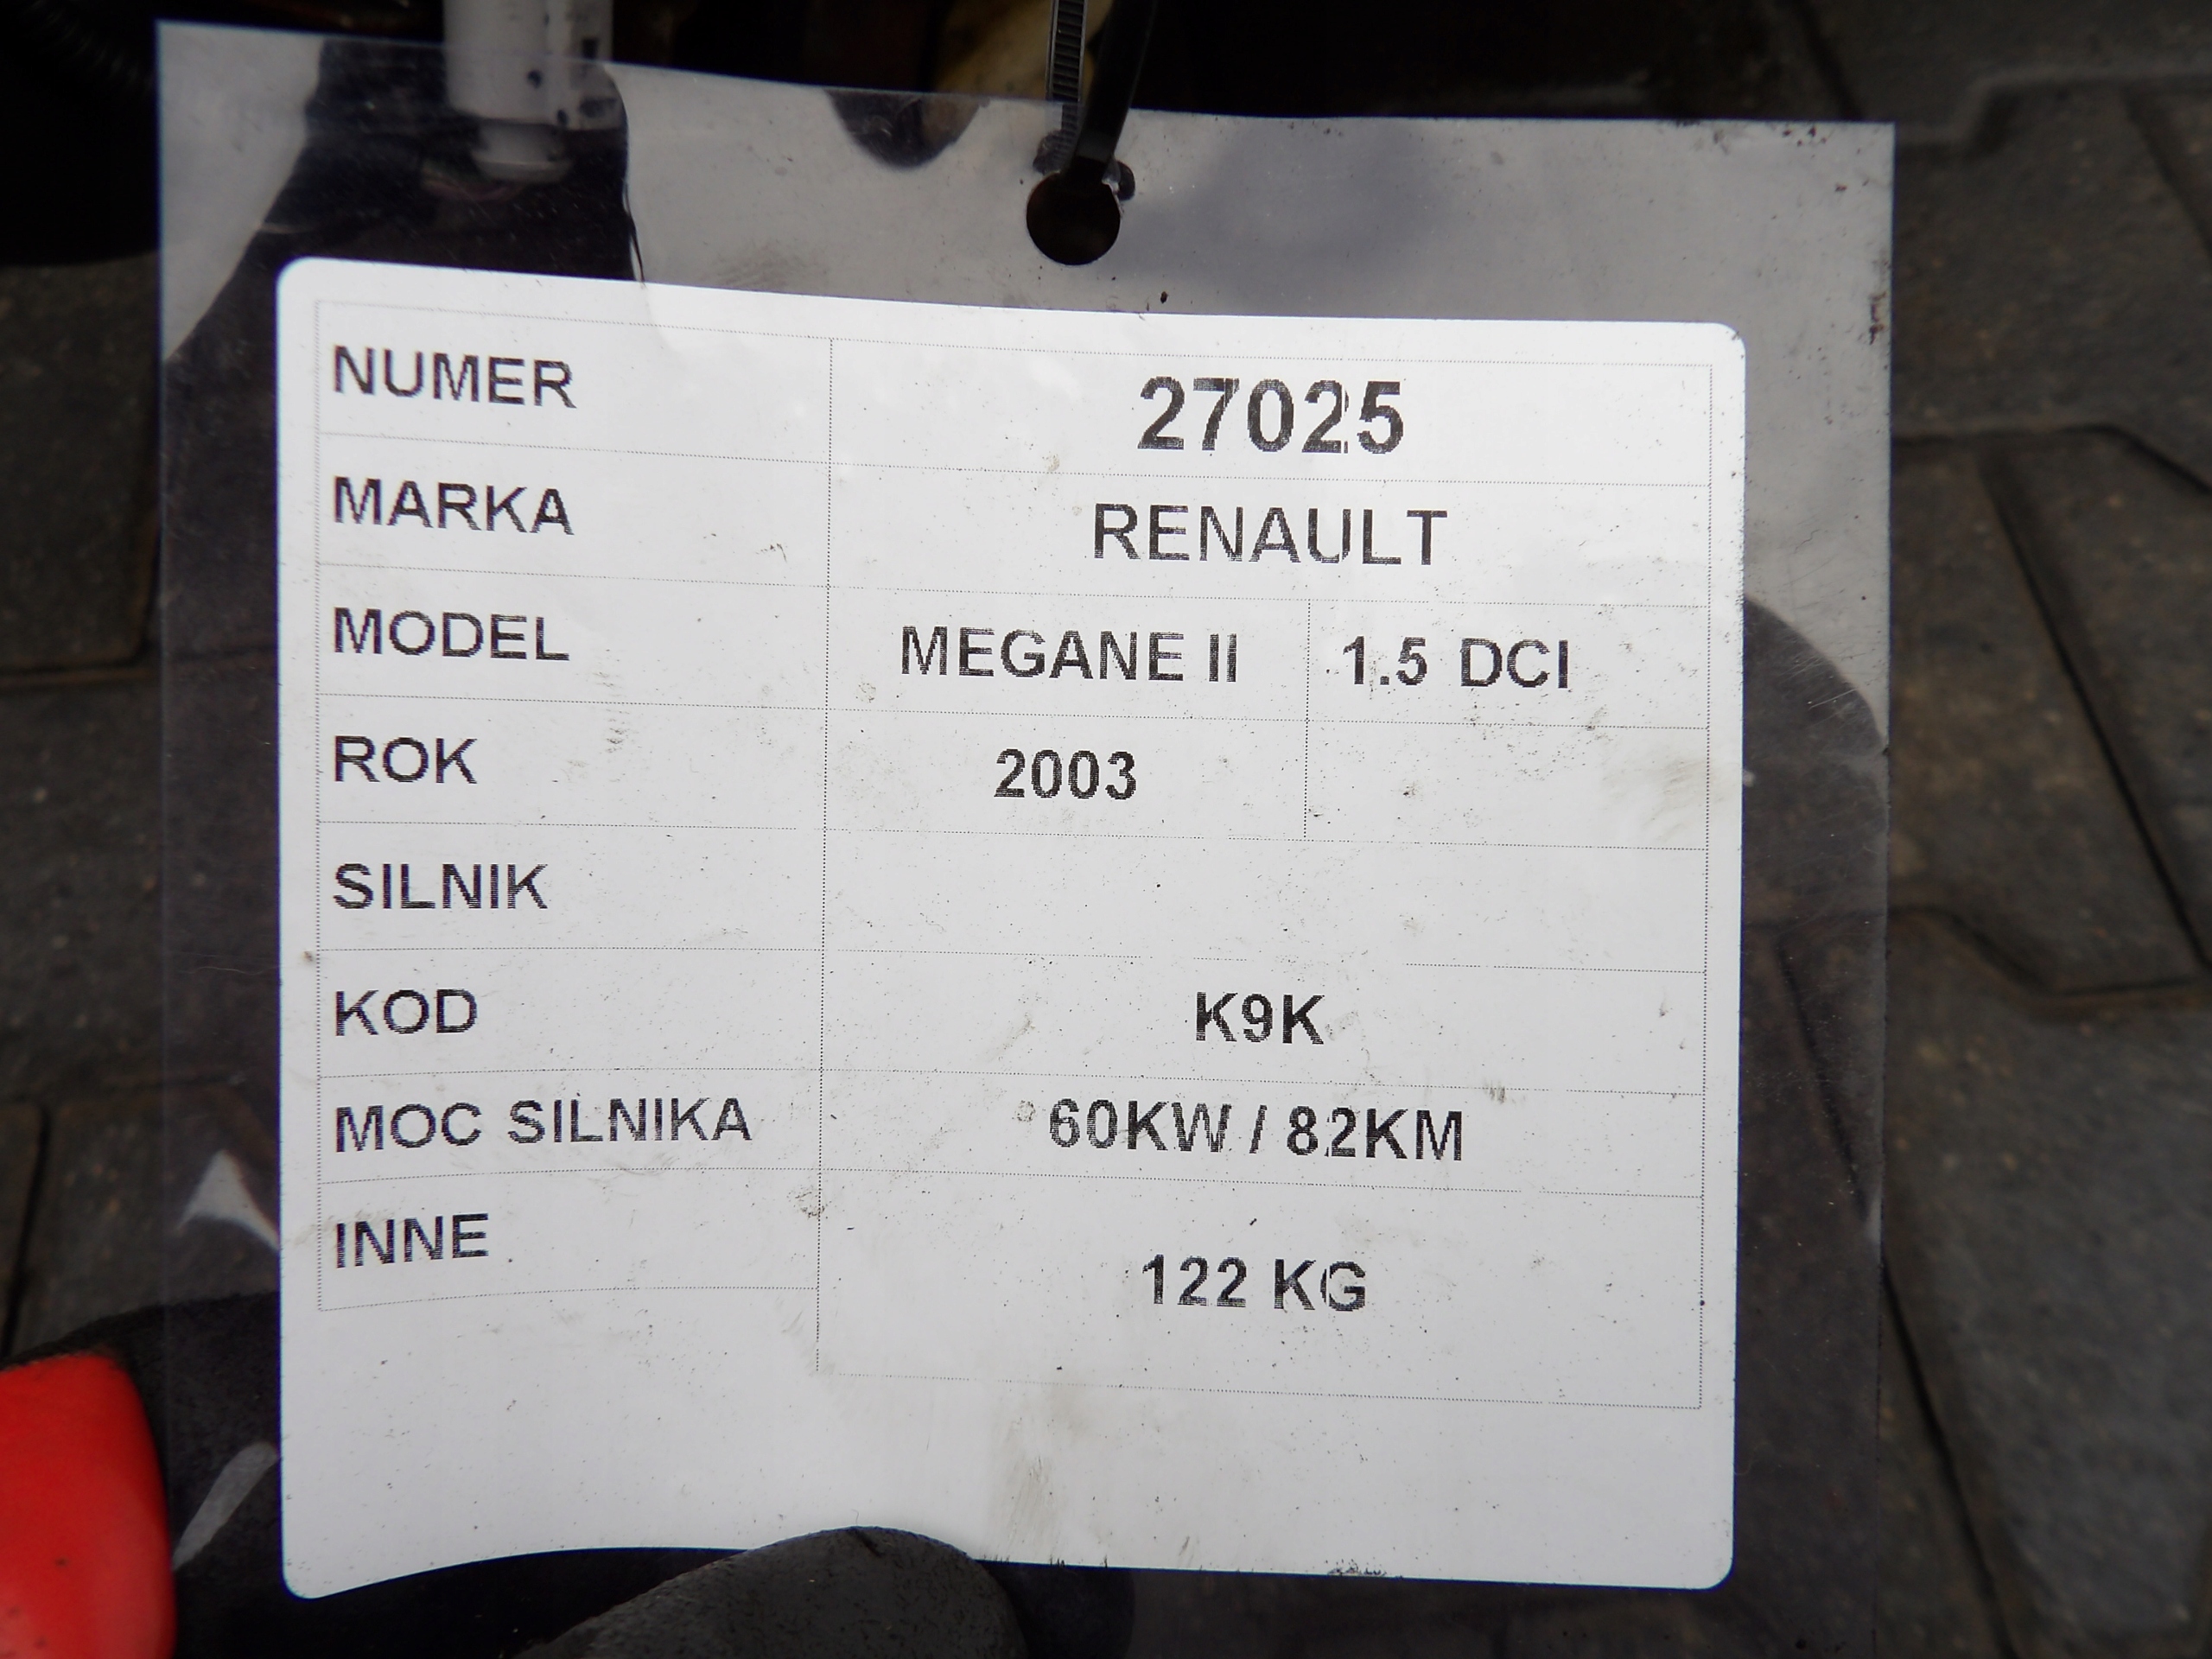 NUMER 27025
MARKA RENAULT
MODEL MEGANE II 1.5 DCI
ROK 2003
SILNIK
KOD K9K
MOC SILNIKA 60KW / 82KM
INNE 122 KG